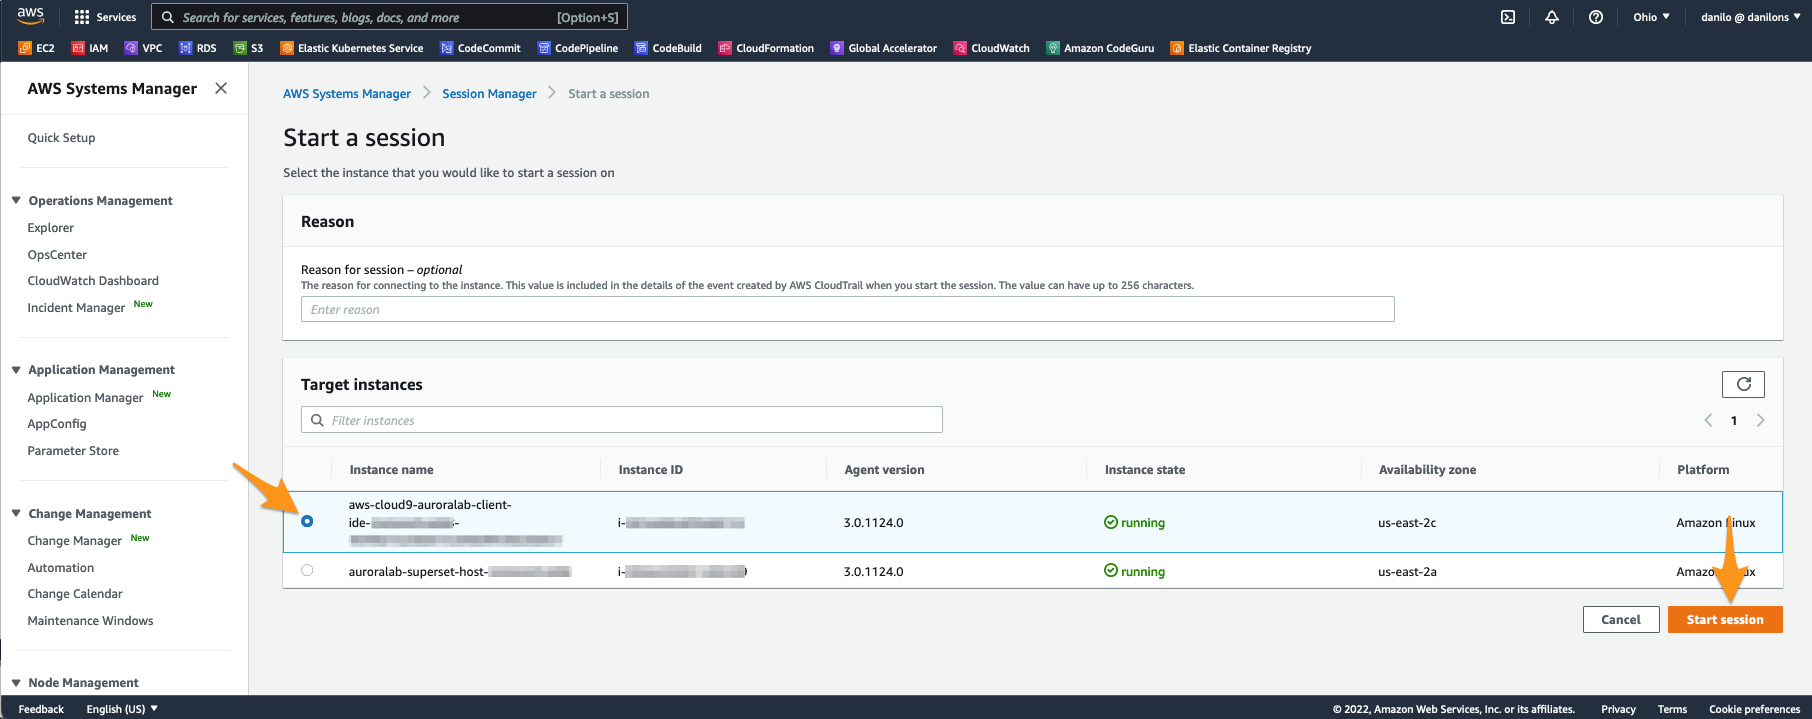 aws
Services
Search for services, features, blogs, docs, and more
[Option+S]
Ohio
danilo @ danilons
EC2
IAM
VPC
RDS
S3
Elastic Kubernetes Service
CodeCommit
CodePipeline
CodeBuild
CloudFormation
Global Accelerator
CloudWatch
Amazon CodeGuru
Elastic Container Registry
AWS Systems Manager
Quick Setup
Operations Management
Explorer
OpsCenter
CloudWatch Dashboard
Incident Manager New
Application Management
Application Manager New
AppConfig
Parameter Store
Change Management
Change Manager New
Automation
Change Calendar
Maintenance Windows
Node Management
AWS Systems Manager
Session Manager
Start a session
Start a session
Select the instance that you would like to start a session on
Reason
Reason for session – optional
The reason for connecting to the instance. This value is included in the details of the event created by AWS CloudTrail when you start the session. The value can have up to 256 characters.
Enter reason
Target instances
Filter instances
1
Instance name
Instance ID
Agent version
Instance state
Availability zone
Platform
aws-cloud9-auroralab-client-
ide-
i-
3.0.1124.0
running
us-east-2c
Amazon Linux
auroralab-superset-host-
i-
3.0.1124.0
running
us-east-2a
Cancel
Start session
Feedback
English (US)
© 2022, Amazon Web Services, Inc. or its affiliates.
Privacy
Terms
Cookie preferences